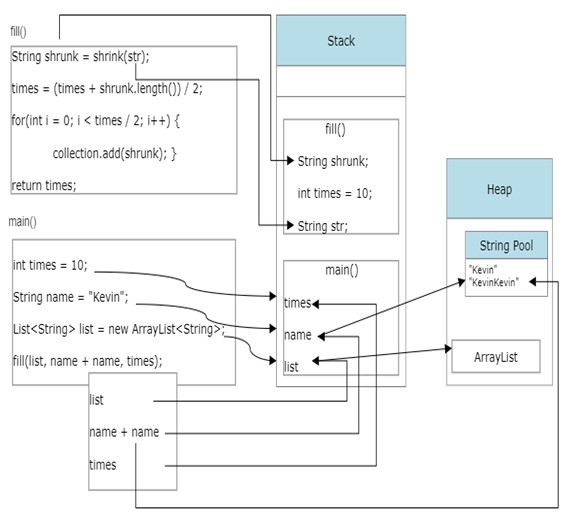 fill()
String shrunk = shrink(str);
times = (times + shrunk.length()) / 2;
for(int i = 0; i < times / 2; i++) {
collection.add(shrunk); }
return times;
main()
int times = 10;
String name = "Kevin";
List<String> list = new ArrayList<String>;
fill(list, name + name, times);
list
name + name
times
Stack
fill()
String shrunk;
int times = 10;
String str;
main()
times
name
list
Heap
String Pool
"Kevin"
"KevinKevin"
ArrayList